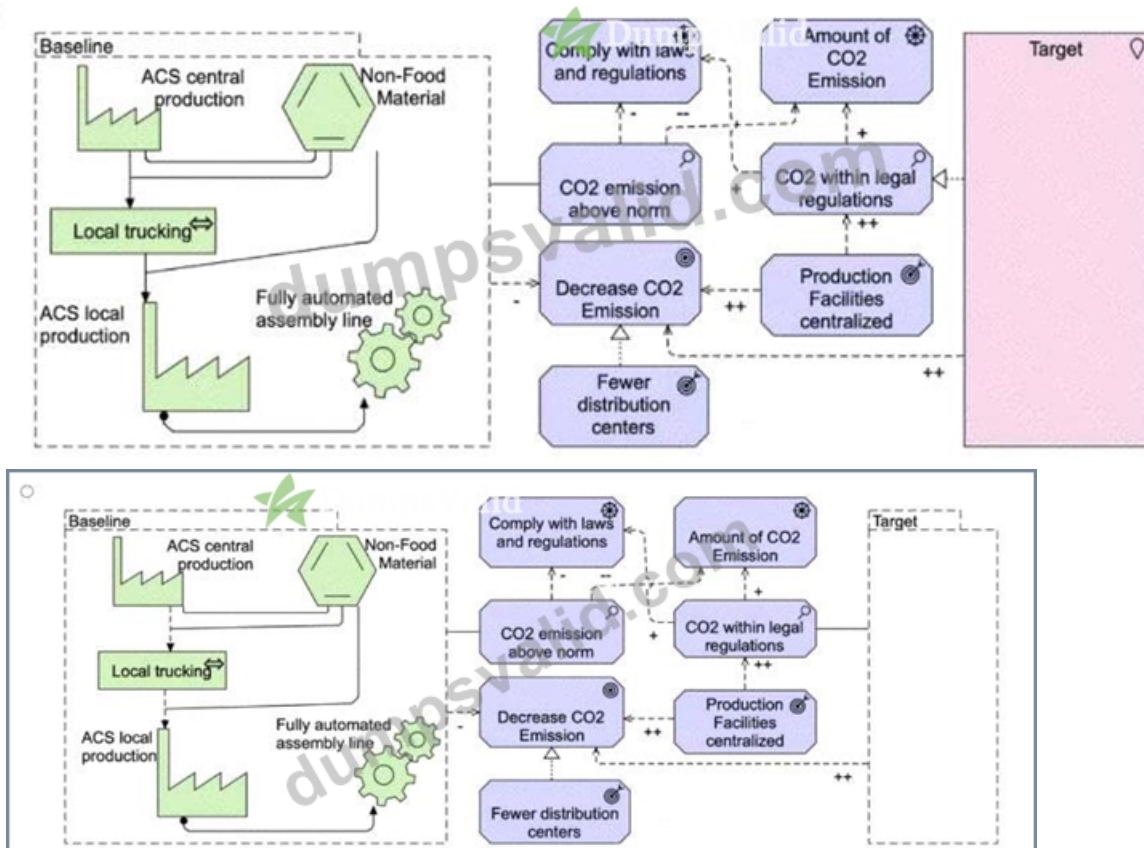 Baseline
ACS central
production
Non-Food
Material
Local trucking
ACS local
production
Fully automated
assembly line
Comply with laws
and regulations
Amount of
CO2
Emission
-
--
+
+
CO2 emission
above norm
CO2 within legal
regulations
++
-
Decrease CO2
Emission
++
Production
Facilities
centralized
++
Fewer
distribution
centers
Target
dumpsvalid.com
Baseline
ACS central
production
Non-Food
Material
Local trucking
ACS local
production
Fully automated
assembly line
Comply with laws
and regulations
Amount of CO2
Emission
-
--
+
+
CO2 emission
above norm
CO2 within legal
regulations
++
-
Decrease CO2
Emission
++
Production
Facilities
centralized
++
Fewer distribution
centers
Target
dumpsvalid.com